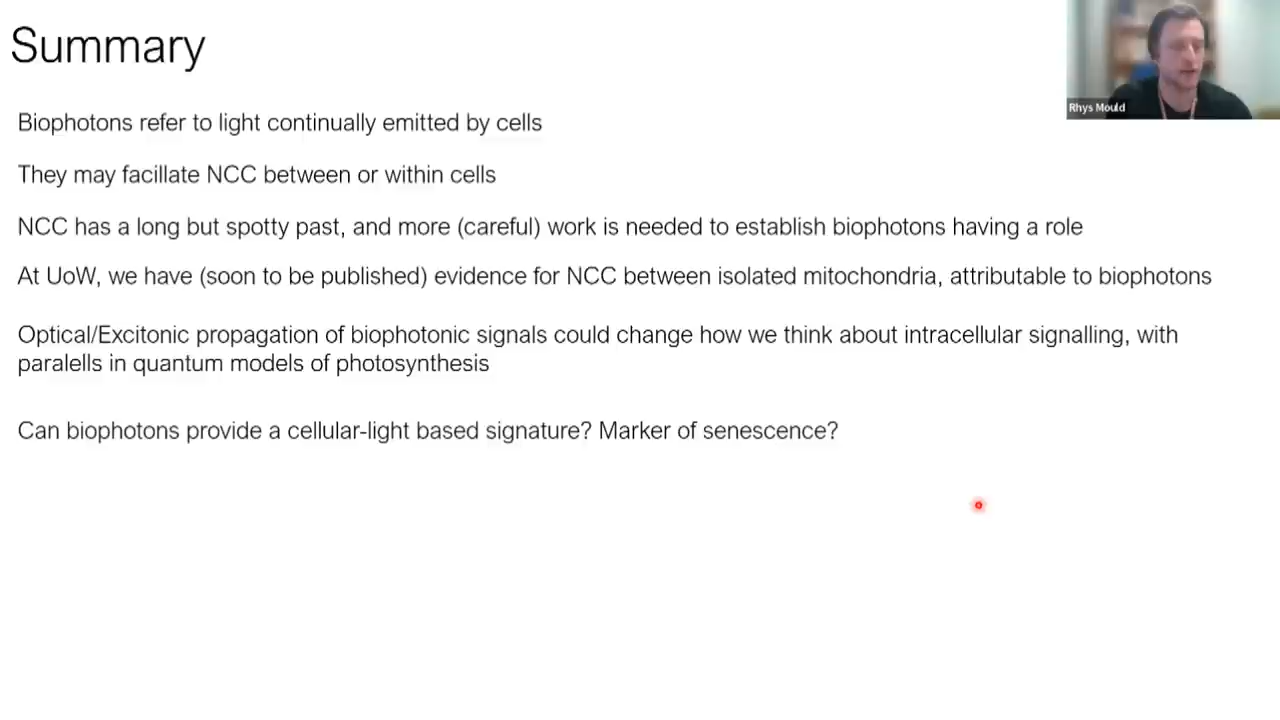 Summary
Rhys Mould
Biophotons refer to light continually emitted by cells
They may facillate NCC between or within cells
NCC has a long but spotty past, and more (careful) work is needed to establish biophotons having a role
At UoW, we have (soon to be published) evidence for NCC between isolated mitochondria, attributable to biophotons
Optical/Excitonic propagation of biophotonic signals could change how we think about intracellular signalling, with
paralells in quantum models of photosynthesis
Can biophotons provide a cellular-light based signature? Marker of senescence?